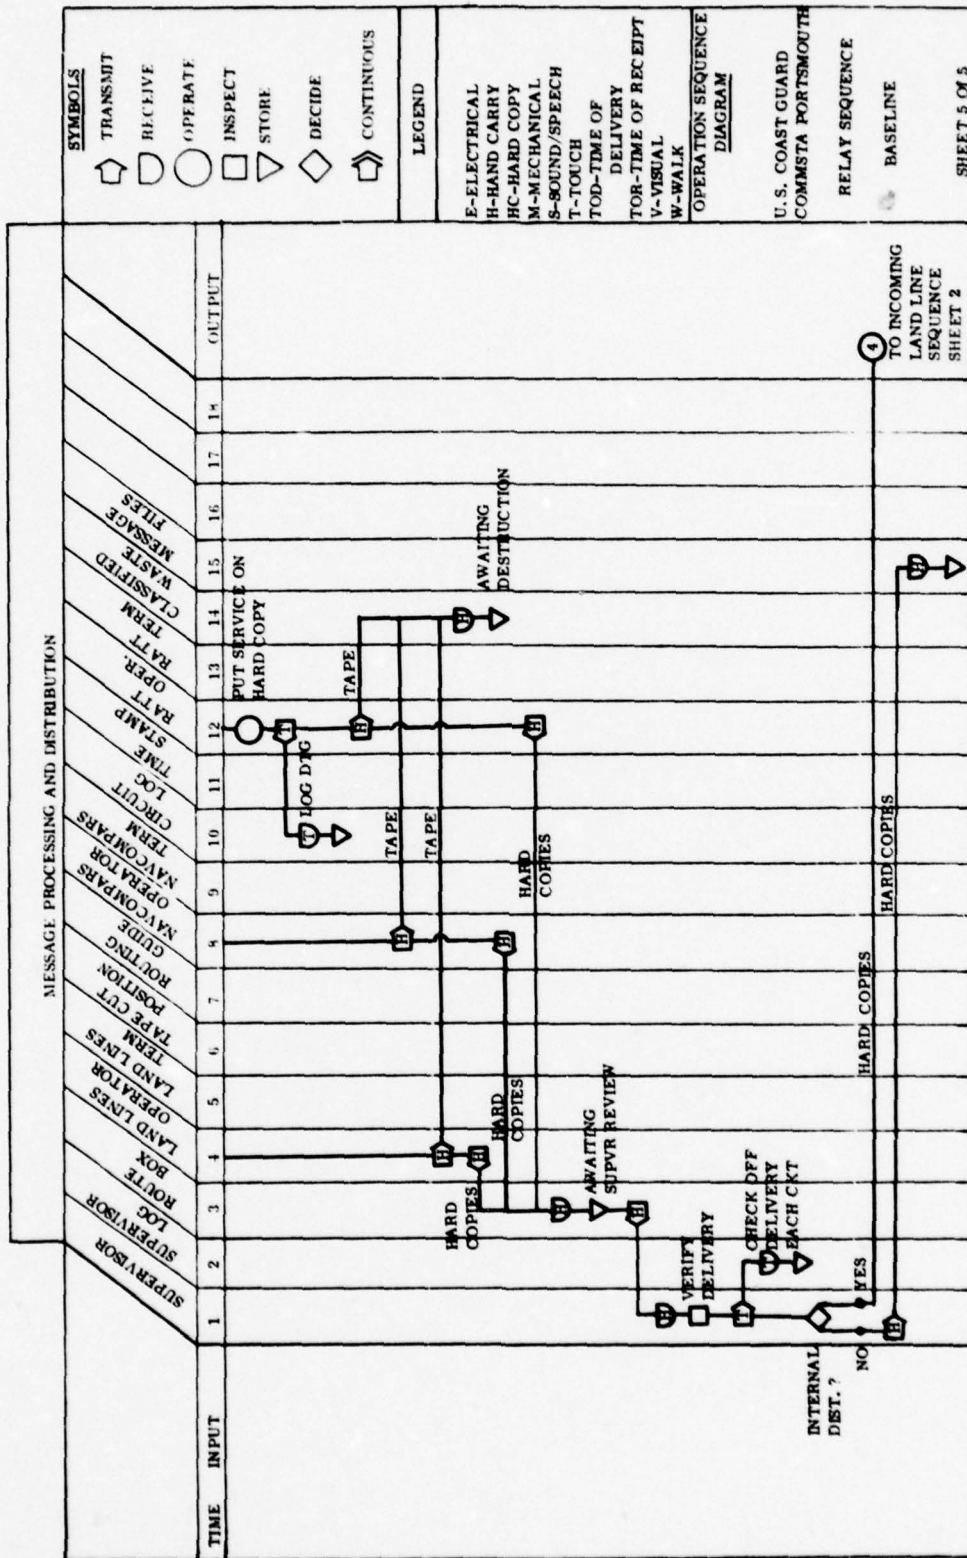 MESSAGE PROCESSING AND DISTRIBUTION
SUPERVISOR
SUPERVISOR
LOG
ROUTE
BOX
LAND LINES
OPERATOR
LAND LINES
TERM
TAPE CUT
POSITION
ROUTING
GUIDE
NAVCOMPARS
OPERATOR
NAVCOMPARS
TERM
CIRCUIT
LOG
TIME
STAMP
RATT
OPER.
RATT
TERM
CLASSIFIED
WASTE
MESSAGE
FILES
TIME INPUT 1 2 3 4 5 6 7 8 9 10 11 12 13 14 15 16 17 18 OUTPUT
PUT SERVICE ON
HARD COPY
T
T LOG DTG
H
TAPE
H
TAPE
H
TAPE
H
AWAITING
DESTRUCTION
H
HARD
COPIES
H
HARD
COPIES
H
HARD
COPIES
H
AWAITING
SUPVR REVIEW
H
H
VERIFY
DELIVERY
T
T
CHECK OFF
DELIVERY
EACH CKT
INTERNAL
DIST. ?
NO
YES
HARD COPIES
4
TO INCOMING
LAND LINE
SEQUENCE
SHEET 2
H
HARD COPIES
H
SYMBOLS
TRANSMIT
RECEIVE
OPERATE
INSPECT
STORE
DECIDE
CONTINUOUS
LEGEND
E-ELECTRICAL
H-HAND CARRY
HC-HARD COPY
M-MECHANICAL
S-SOUND/SPEECH
T-TOUCH
TOD-TIME OF
DELIVERY
TOR-TIME OF RECEIPT
V-VISUAL
W-WALK
OPERATION SEQUENCE
DIAGRAM
U.S. COAST GUARD
COMMSTA PORTSMOUTH
RELAY SEQUENCE
BASELINE
SHEET 5 OF 5